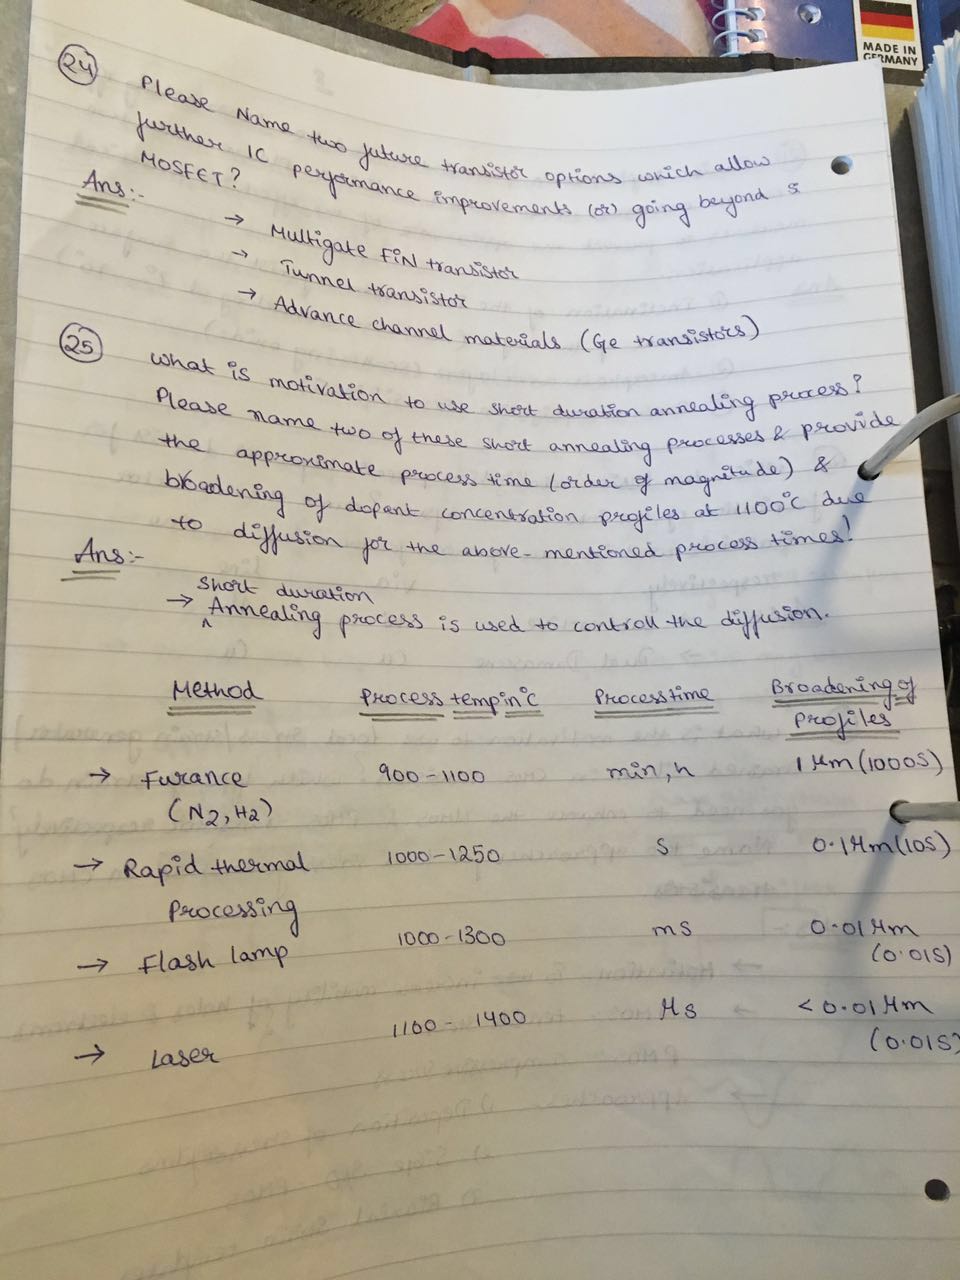 MADE IN
GERMANY
24
Please Name two future transistor options which allow
further IC performance improvements (or) going beyond
MOSFET?
Ans:-
→ Multigate FiN transistor
→ Tunnel transistor
→ Advance channel materials (Ge transistors)
25
What is motivation to use short duration annealing process?
Please name two of these short annealing processes & provide
the approximate process time (order of magnitude) &
broadening of dopant concentration profiles at 1100°C due
to diffusion for the above-mentioned process times!
Ans:-
short duration
→ ^ Annealing process is used to controll the diffusion.
Method Process temp in°C Process time Broadening of
Profiles
→ Furance 900-1100 min, h 1 μm (1000s)
(N2, H2)
→ Rapid thermal 1000-1250 s 0.1 μm (10s)
Processing
→ Flash lamp 1000-1300 ms 0.01 μm
(0.01s)
→ Laser 1100-1400 μs <0.01 μm
(0.01s)